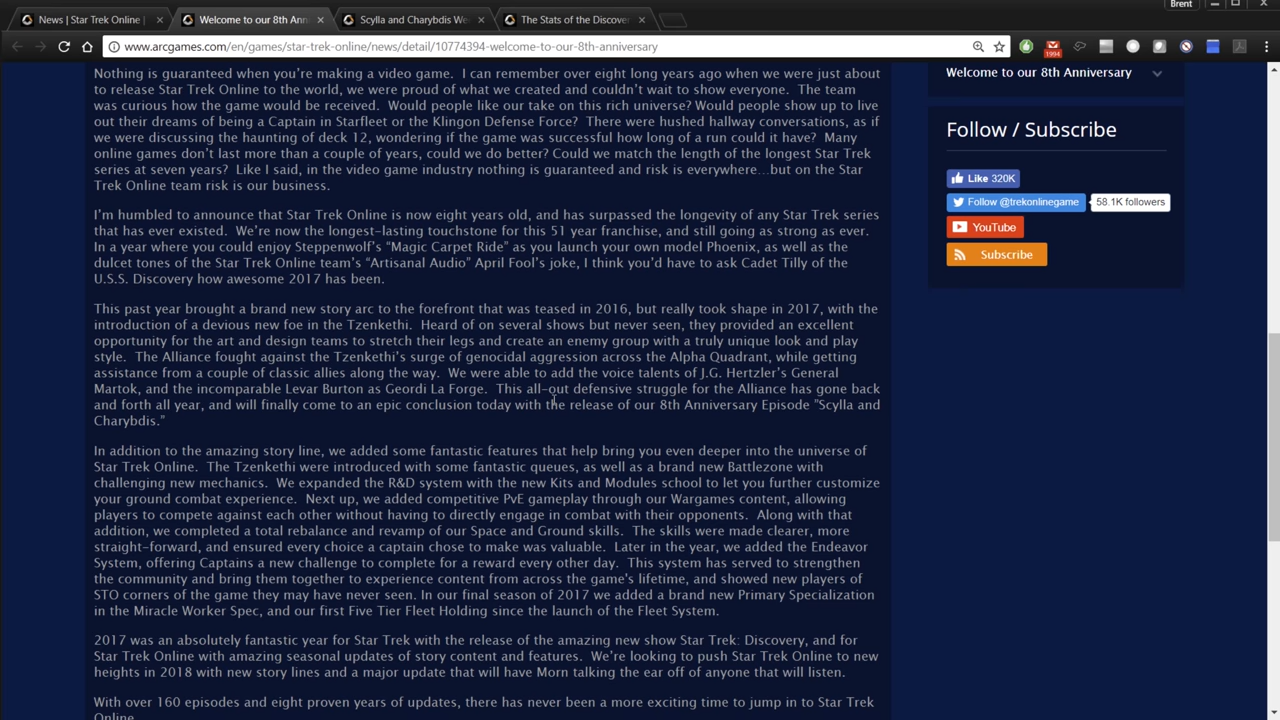 Brent
News | Star Trek Online |
Welcome to our 8th Ann
Scylla and Charybdis We
The Stats of the Discover
www.arcgames.com/en/games/star-trek-online/news/detail/10774394-welcome-to-our-8th-anniversary
1994
Nothing is guaranteed when you're making a video game. I can remember over eight long years ago when we were just about
to release Star Trek Online to the world, we were proud of what we created and couldn't wait to show everyone. The team
was curious how the game would be received. Would people like our take on this rich universe? Would people show up to live
out their dreams of being a Captain in Starfleet or the Klingon Defense Force? There were hushed hallway conversations, as if
we were discussing the haunting of deck 12, wondering if the game was successful how long of a run could it have? Many
online games don't last more than a couple of years, could we do better? Could we match the length of the longest Star Trek
series at seven years? Like I said, in the video game industry nothing is guaranteed and risk is everywhere…but on the Star
Trek Online team risk is our business.
I'm humbled to announce that Star Trek Online is now eight years old, and has surpassed the longevity of any Star Trek series
that has ever existed. We're now the longest-lasting touchstone for this 51 year franchise, and still going as strong as ever.
In a year where you could enjoy Steppenwolf's "Magic Carpet Ride" as you launch your own model Phoenix, as well as the
dulcet tones of the Star Trek Online team's "Artisanal Audio" April Fool's joke, I think you'd have to ask Cadet Tilly of the
U.S.S. Discovery how awesome 2017 has been.
This past year brought a brand new story arc to the forefront that was teased in 2016, but really took shape in 2017, with the
introduction of a devious new foe in the Tzenkethi. Heard of on several shows but never seen, they provided an excellent
opportunity for the art and design teams to stretch their legs and create an enemy group with a truly unique look and play
style. The Alliance fought against the Tzenkethi's surge of genocidal aggression across the Alpha Quadrant, while getting
assistance from a couple of classic allies along the way. We were able to add the voice talents of J.G. Hertzler's General
Martok, and the incomparable Levar Burton as Geordi La Forge. This all-out defensive struggle for the Alliance has gone back
and forth all year, and will finally come to an epic conclusion today with the release of our 8th Anniversary Episode "Scylla and
Charybdis."
In addition to the amazing story line, we added some fantastic features that help bring you even deeper into the universe of
Star Trek Online. The Tzenkethi were introduced with some fantastic queues, as well as a brand new Battlezone with
challenging new mechanics. We expanded the R&D system with the new Kits and Modules school to let you further customize
your ground combat experience. Next up, we added competitive PvE gameplay through our Wargames content, allowing
players to compete against each other without having to directly engage in combat with their opponents. Along with that
addition, we completed a total rebalance and revamp of our Space and Ground skills. The skills were made clearer, more
straight-forward, and ensured every choice a captain chose to make was valuable. Later in the year, we added the Endeavor
System, offering Captains a new challenge to complete for a reward every other day. This system has served to strengthen
the community and bring them together to experience content from across the game's lifetime, and showed new players of
STO corners of the game they may have never seen. In our final season of 2017 we added a brand new Primary Specialization
in the Miracle Worker Spec, and our first Five Tier Fleet Holding since the launch of the Fleet System.
2017 was an absolutely fantastic year for Star Trek with the release of the amazing new show Star Trek: Discovery, and for
Star Trek Online with amazing seasonal updates of story content and features. We're looking to push Star Trek Online to new
heights in 2018 with new story lines and a major update that will have Morn talking the ear off of anyone that will listen.
With over 160 episodes and eight proven years of updates, there has never been a more exciting time to jump in to Star Trek
Online.
Welcome to our 8th Anniversary
Follow / Subscribe
Like 320K
Follow @trekonlinegame
58.1K followers
YouTube
Subscribe